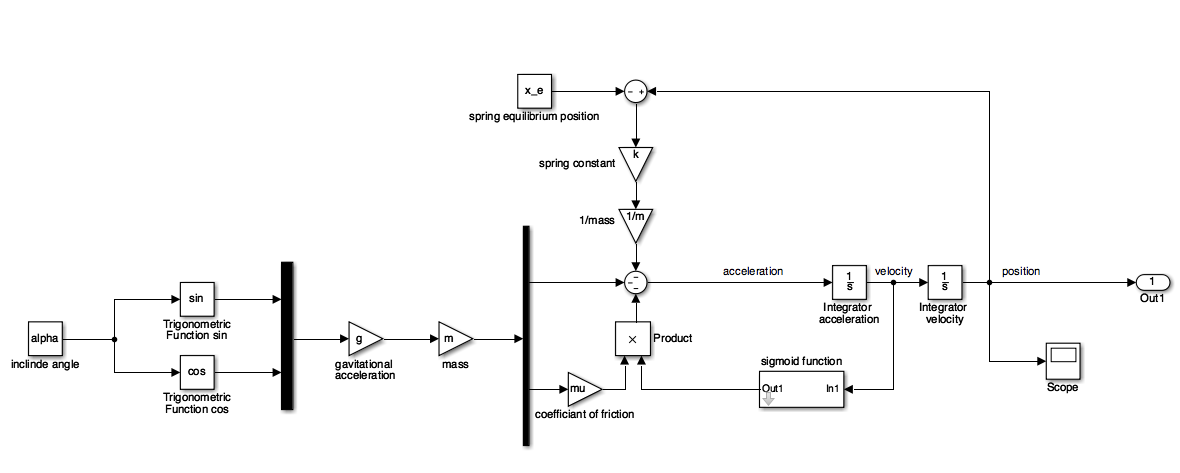 x_e
- +
spring equilibrium position
k
spring constant
1/m
1/mass
acceleration
velocity
position
1
s
1
s
1
Out1
Integrator
acceleration
Integrator
velocity
sin
Trigonometric
Function sin
alpha
inclinde angle
g
gavitational
acceleration
m
mass
×
Product
sigmoid function
Out1
In1
Scope
cos
Trigonometric
Function cos
mu
coefficiant of friction